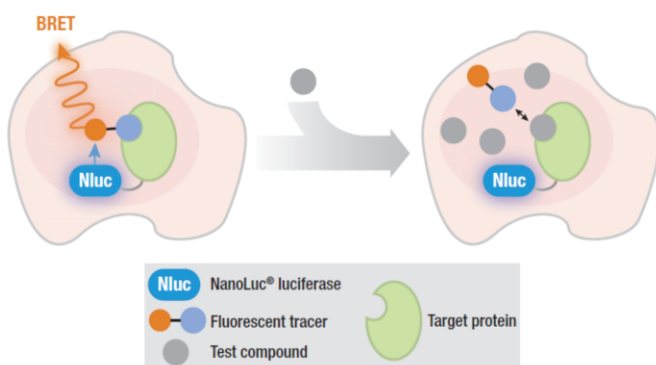 BRET
Nluc
Nluc
Nluc NanoLuc® luciferase
Fluorescent tracer
Target protein
Test compound